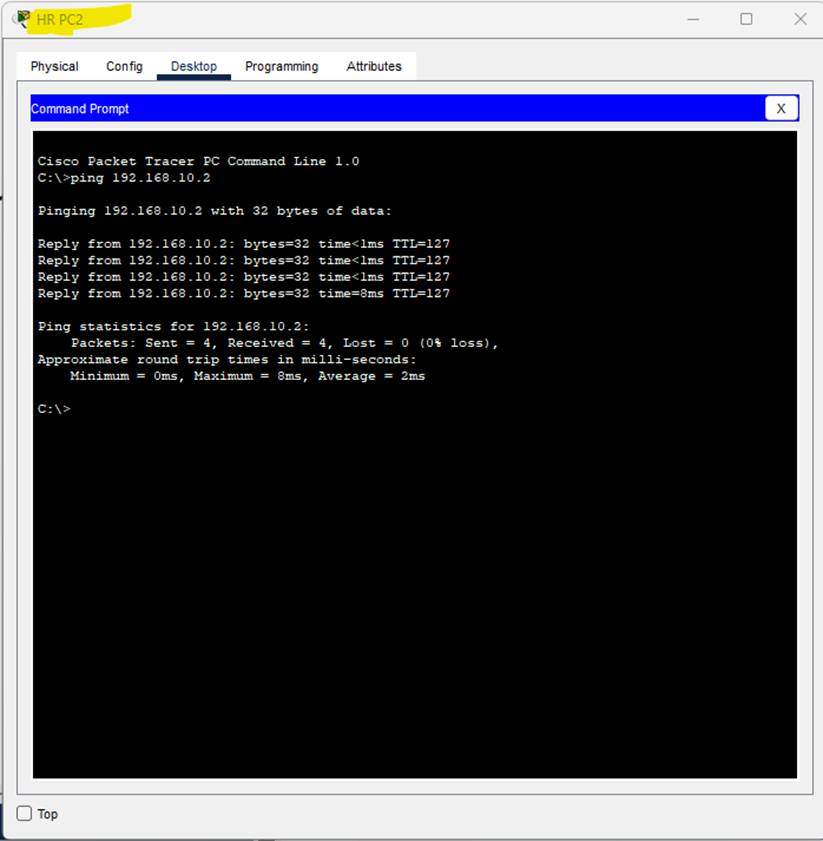 HR PC2
Physical Config Desktop Programming Attributes
Command Prompt X
Cisco Packet Tracer PC Command Line 1.0
C:\>ping 192.168.10.2
Pinging 192.168.10.2 with 32 bytes of data:
Reply from 192.168.10.2: bytes=32 time<1ms TTL=127
Reply from 192.168.10.2: bytes=32 time<1ms TTL=127
Reply from 192.168.10.2: bytes=32 time<1ms TTL=127
Reply from 192.168.10.2: bytes=32 time=8ms TTL=127
Ping statistics for 192.168.10.2:
    Packets: Sent = 4, Received = 4, Lost = 0 (0% loss),
Approximate round trip times in milli-seconds:
    Minimum = 0ms, Maximum = 8ms, Average = 2ms
C:\>
Top